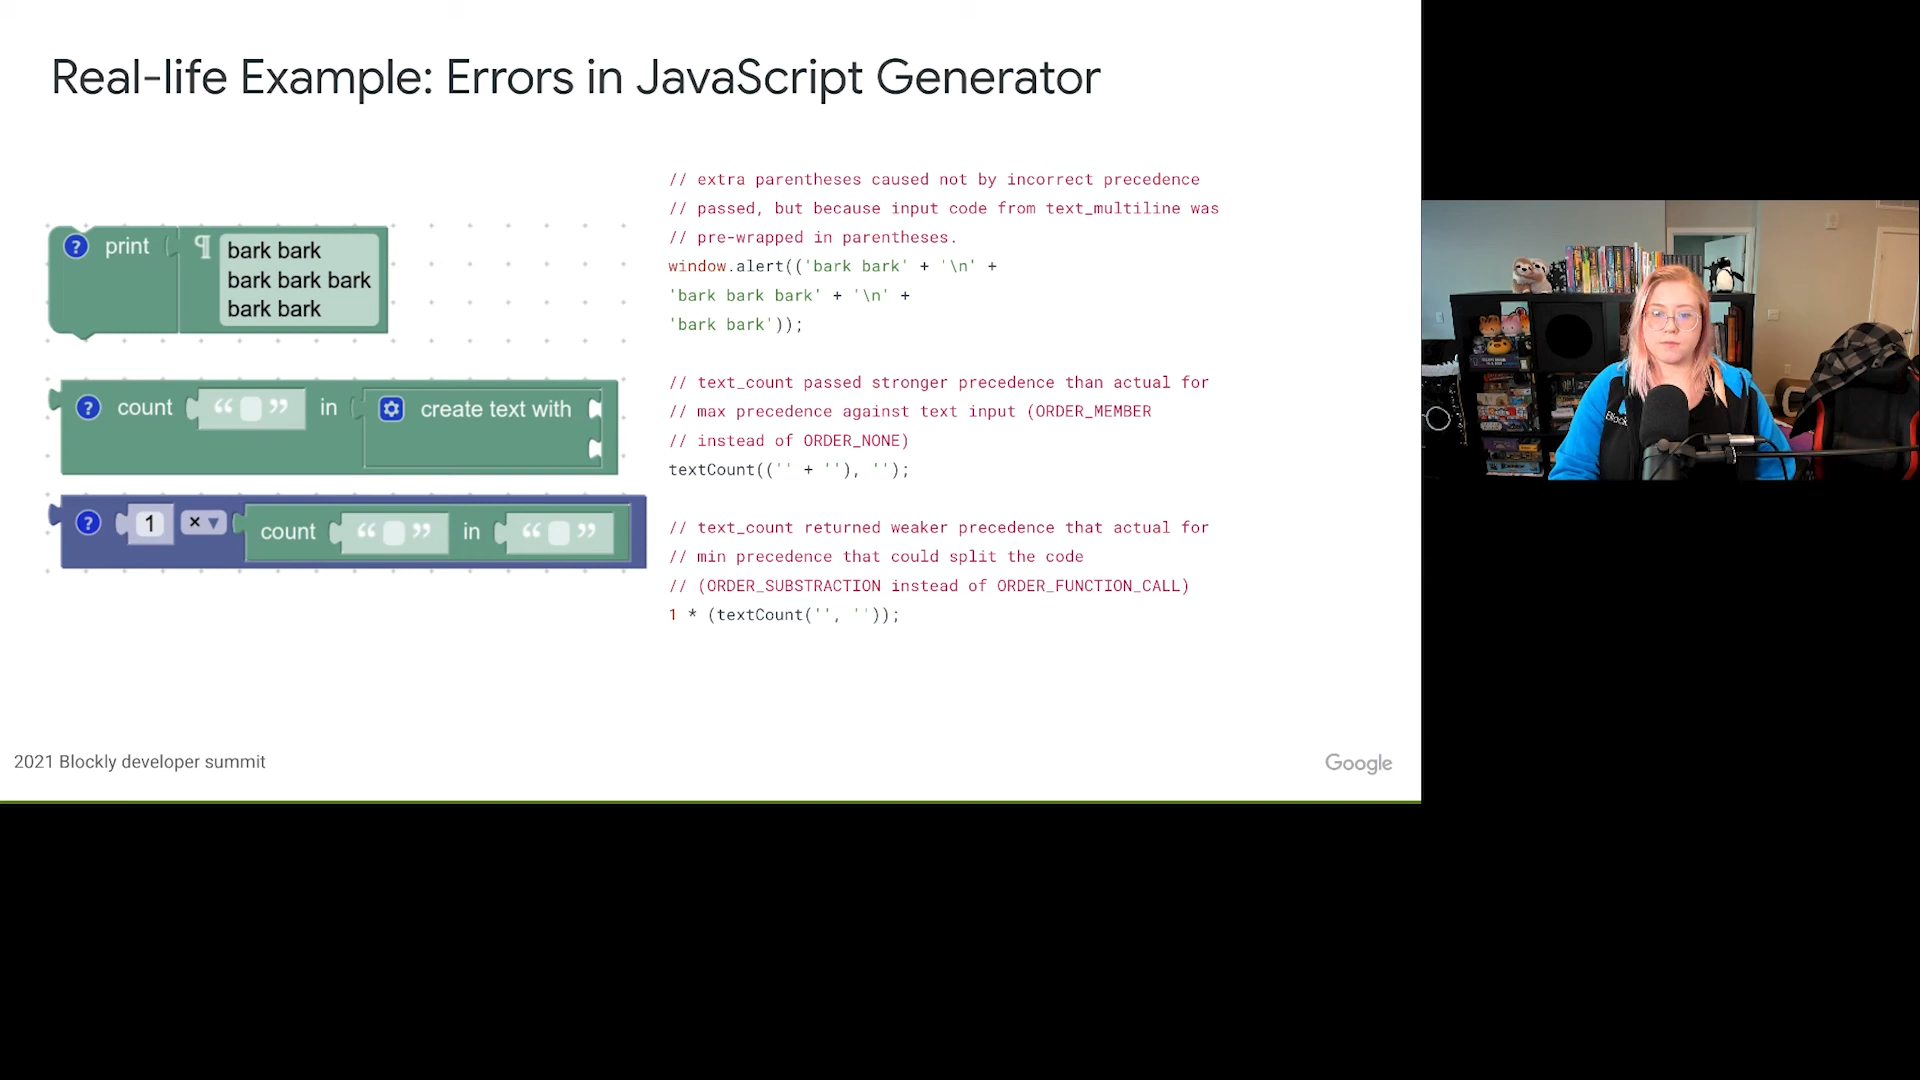 Real-life Example: Errors in JavaScript Generator
? print ¶ bark bark
bark bark bark
bark bark
? count “ ” in create text with
? 1 × ▾ count “ ” in “ ”
// extra parentheses caused not by incorrect precedence
// passed, but because input code from text_multiline was
// pre-wrapped in parentheses.
window.alert(('bark bark' + '\n' +
'bark bark bark' + '\n' +
'bark bark'));
// text_count passed stronger precedence than actual for
// max precedence against text input (ORDER_MEMBER
// instead of ORDER_NONE)
textCount(('' + ''), '');
// text_count returned weaker precedence that actual for
// min precedence that could split the code
// (ORDER_SUBSTRACTION instead of ORDER_FUNCTION_CALL)
1 * (textCount('', ''));
2021 Blockly developer summit
Google